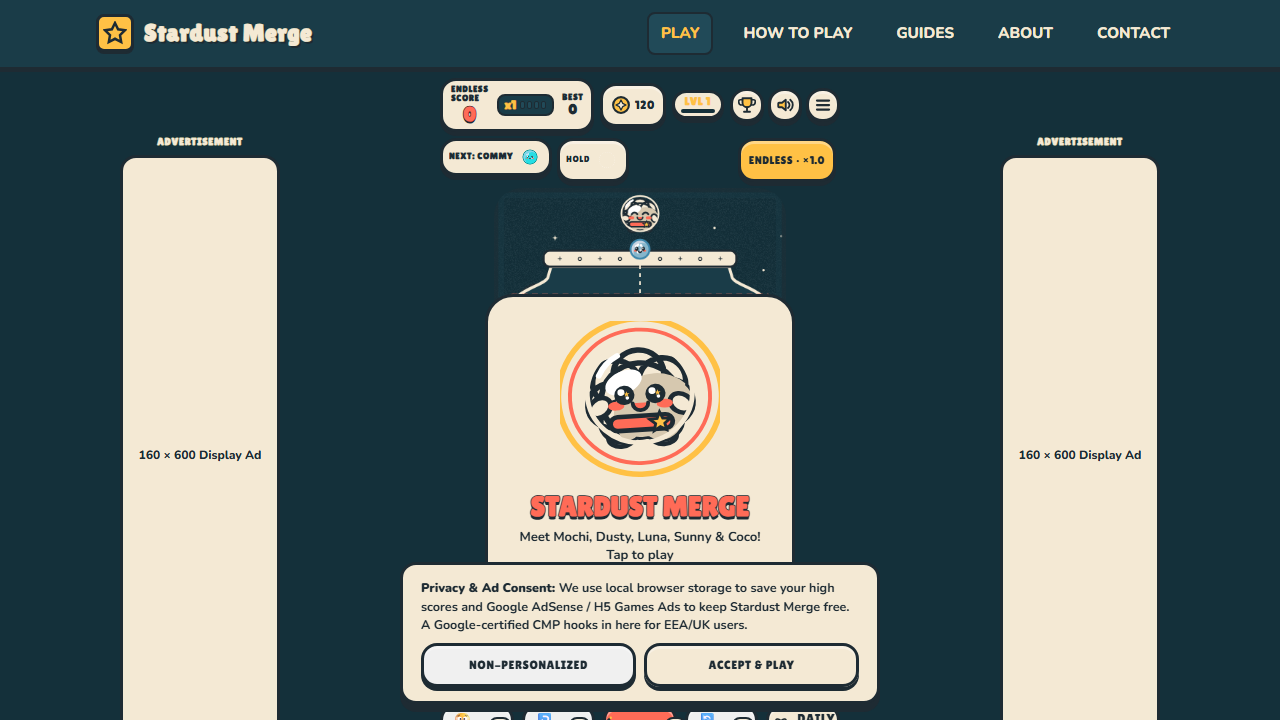 Stardust Merge
PLAY
HOW TO PLAY
GUIDES
ABOUT
CONTACT
ENDLESS
SCORE
0
x1
BEST
0
120
LVL 1
NEXT: COMMY
HOLD
ENDLESS · ×1.0
ADVERTISEMENT
160 × 600 Display Ad
ADVERTISEMENT
160 × 600 Display Ad
STARDUST MERGE
Meet Mochi, Dusty, Luna, Sunny & Coco!
Tap to play
Privacy & Ad Consent: We use local browser storage to save your high
scores and Google AdSense / H5 Games Ads to keep Stardust Merge free.
A Google-certified CMP hooks in here for EEA/UK users.
NON-PERSONALIZED
ACCEPT & PLAY
DAILY